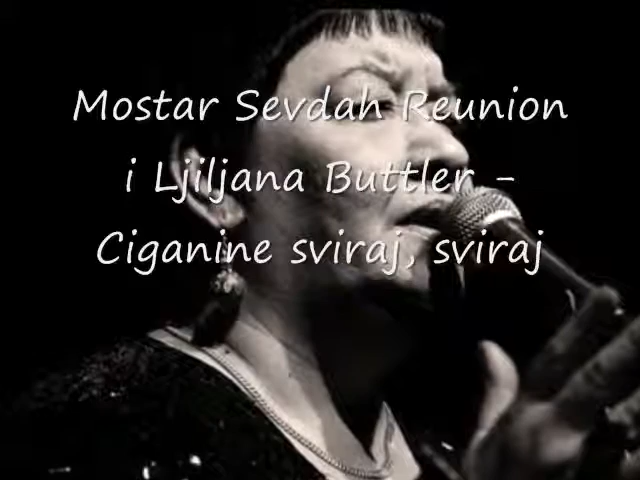 Mostar Sevdah Reunion
i Ljiljana Buttler -
Ciganine sviraj, sviraj